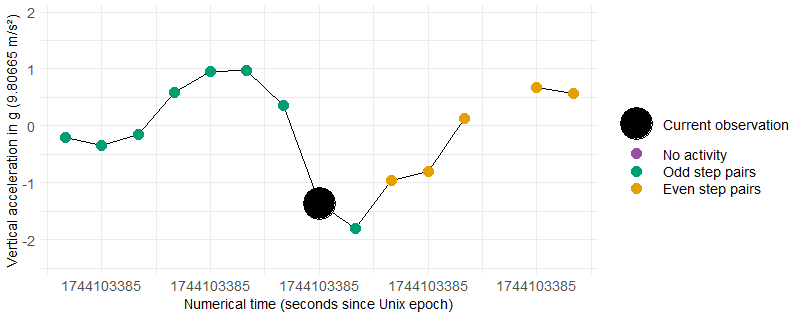 Vertical acceleration in g (9.80665 m/s²)
2
1
0
-1
-2
1744103385 1744103385 1744103385 1744103385 1744103385
Numerical time (seconds since Unix epoch)
Current observation
No activity
Odd step pairs
Even step pairs